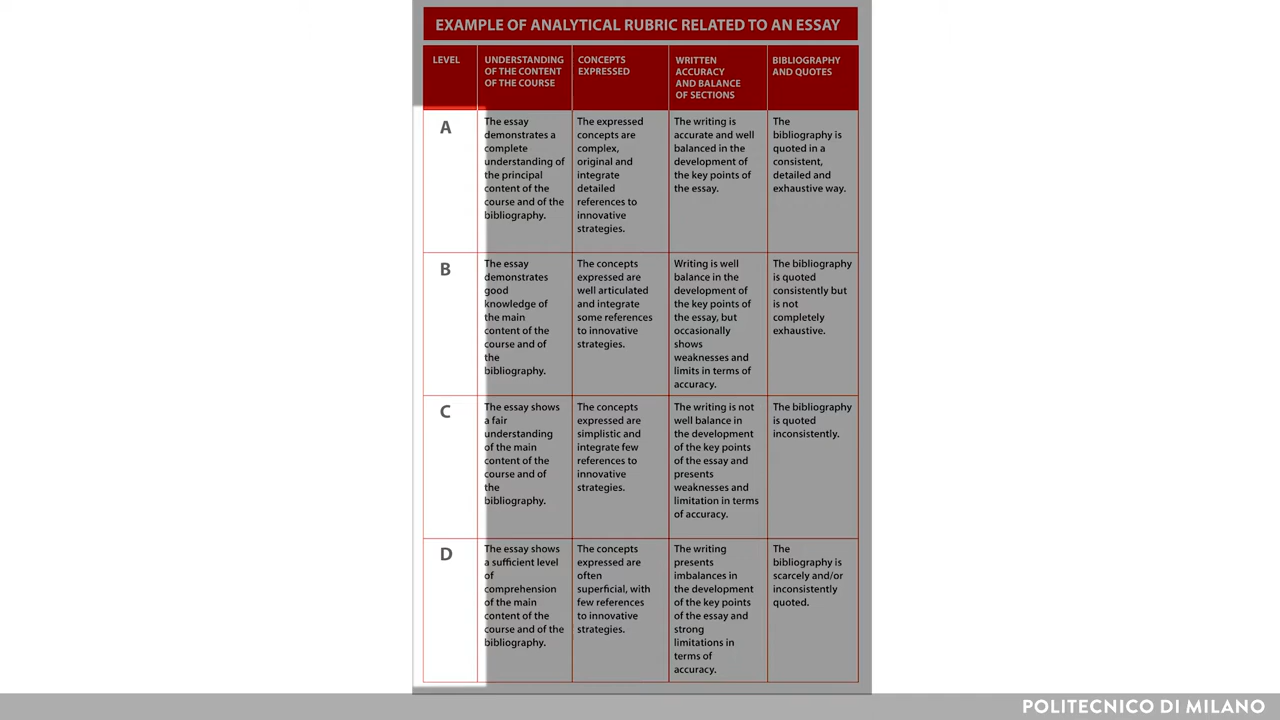 EXAMPLE OF ANALYTICAL RUBRIC RELATED TO AN ESSAY
LEVEL
UNDERSTANDING
OF THE CONTENT
OF THE COURSE
CONCEPTS
EXPRESSED
WRITTEN
ACCURACY
AND BALANCE
OF SECTIONS
BIBLIOGRAPHY
AND QUOTES
A
The essay
demonstrates a
complete
understanding of
the principal
content of the
course and of the
bibliography.
The expressed
concepts are
complex,
original and
integrate
detailed
references to
innovative
strategies.
The writing is
accurate and well
balanced in the
development of
the key points of
the essay.
The
bibliography is
quoted in a
consistent,
detailed and
exhaustive way.
B
The essay
demonstrates
good
knowledge of
the main
content of the
course and of
the
bibliography.
The concepts
expressed are
well articulated
and integrate
some references
to innovative
strategies.
Writing is well
balance in the
development of
the key points of
the essay, but
occasionally
shows
weaknesses and
limits in terms of
accuracy.
The bibliography
is quoted
consistently but
is not
completely
exhaustive.
C
The essay shows
a fair
understanding
of the main
content of the
course and of
the
bibliography.
The concepts
expressed are
simplistic and
integrate few
references to
innovative
strategies.
The writing is not
well balance in
the development
of the key points
of the essay and
presents
weaknesses and
limitation in terms
of accuracy.
The bibliography
is quoted
inconsistently.
D
The essay shows
a sufficient level
of
comprehension
of the main
content of the
course and of the
bibliography.
The concepts
expressed are
often
superficial, with
few references
to innovative
strategies.
The writing
presents
imbalances in
the development
of the key points
of the essay and
strong
limitations in
terms of
accuracy.
The
bibliography is
scarcely and/or
inconsistently
quoted.
POLITECNICO DI MILANO